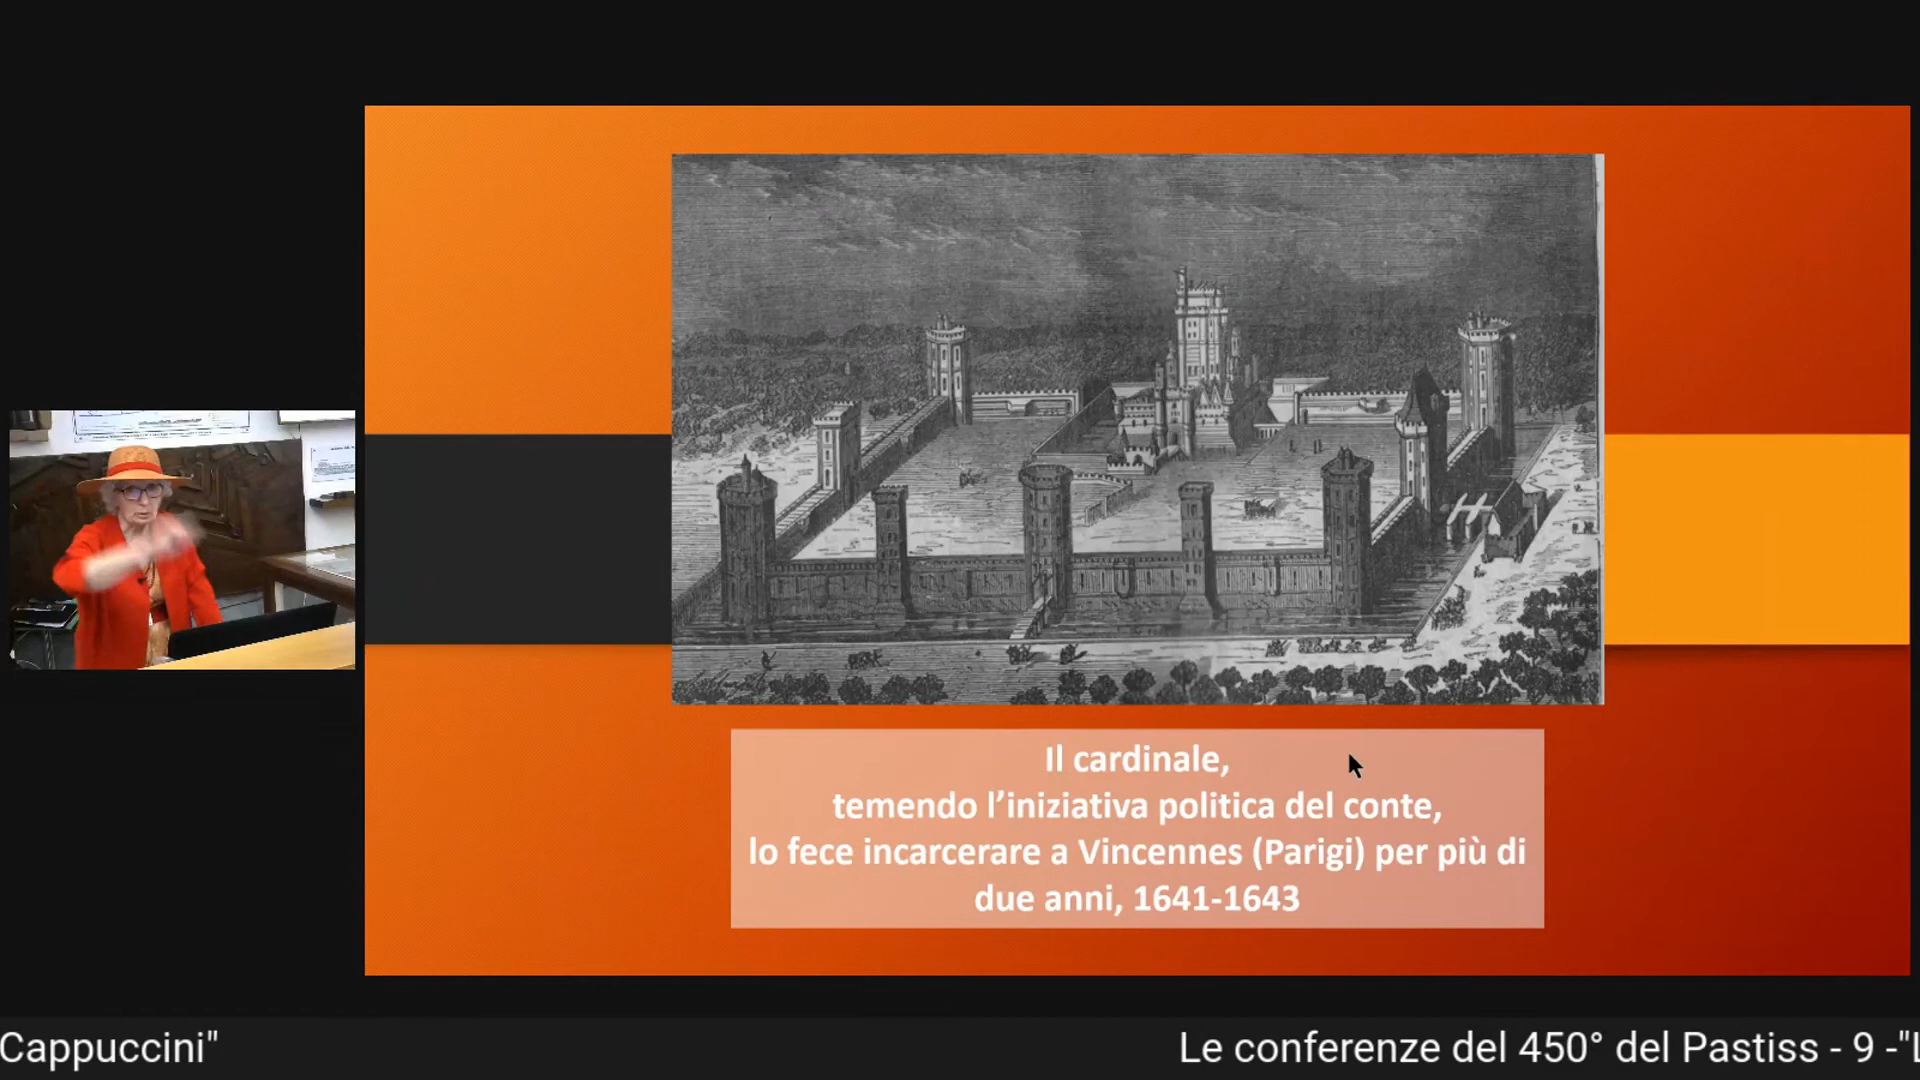 Il cardinale,
temendo l’iniziativa politica del conte,
lo fece incarcerare a Vincennes (Parigi) per più di
due anni, 1641-1643
Cappuccini"
Le conferenze del 450° del Pastiss - 9 -"L